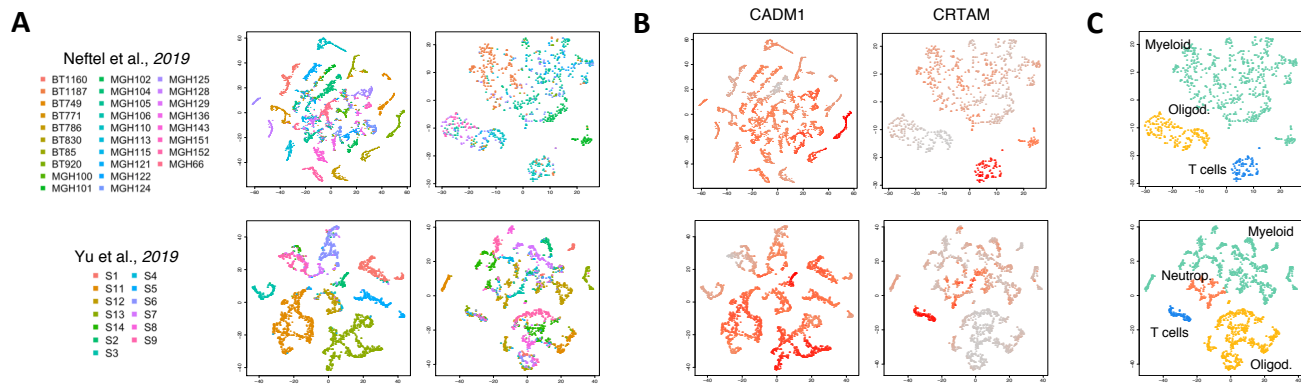 A
B
C
CADM1
CRTAM
Neftel et al., 2019
BT1160 MGH102 MGH125
BT1187 MGH104 MGH128
BT749 MGH105 MGH129
BT771 MGH106 MGH136
BT786 MGH110 MGH143
BT830 MGH113 MGH151
BT85 MGH115 MGH152
BT920 MGH121 MGH66
MGH100 MGH122
MGH101 MGH124
Myeloid
Oligod.
T cells
Yu et al., 2019
S1 S4
S11 S5
S12 S6
S13 S7
S14 S8
S2 S9
S3
Myeloid
Neutrop.
T cells
Oligod.